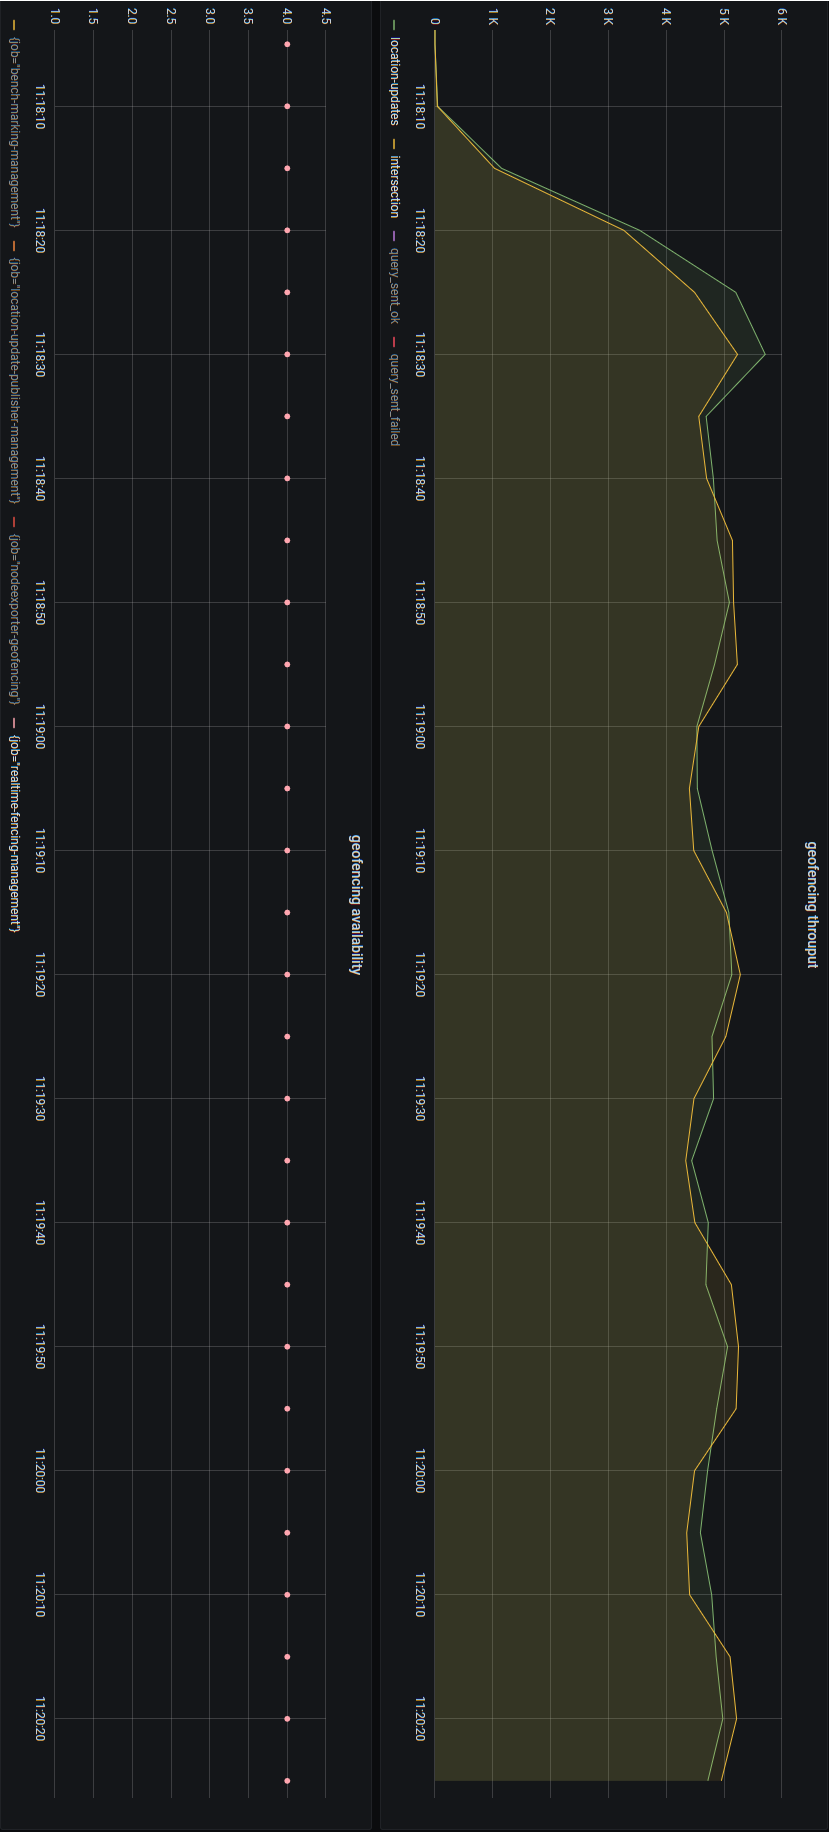 geofencing throuput
6 K
5 K
4 K
3 K
2 K
1 K
0
11:18:10 11:18:20 11:18:30 11:18:40 11:18:50 11:19:00 11:19:10 11:19:20 11:19:30 11:19:40 11:19:50 11:20:00 11:20:10 11:20:20
location-updates intersection query_sent_ok query_sent_failed
geofencing availability
4.5
4.0
3.5
3.0
2.5
2.0
1.5
1.0
11:18:10 11:18:20 11:18:30 11:18:40 11:18:50 11:19:00 11:19:10 11:19:20 11:19:30 11:19:40 11:19:50 11:20:00 11:20:10 11:20:20
{job="bench-marking-management"} {job="location-update-publisher-management"} {job="nodeexporter-geofencing"} {job="realtime-fencing-management"}